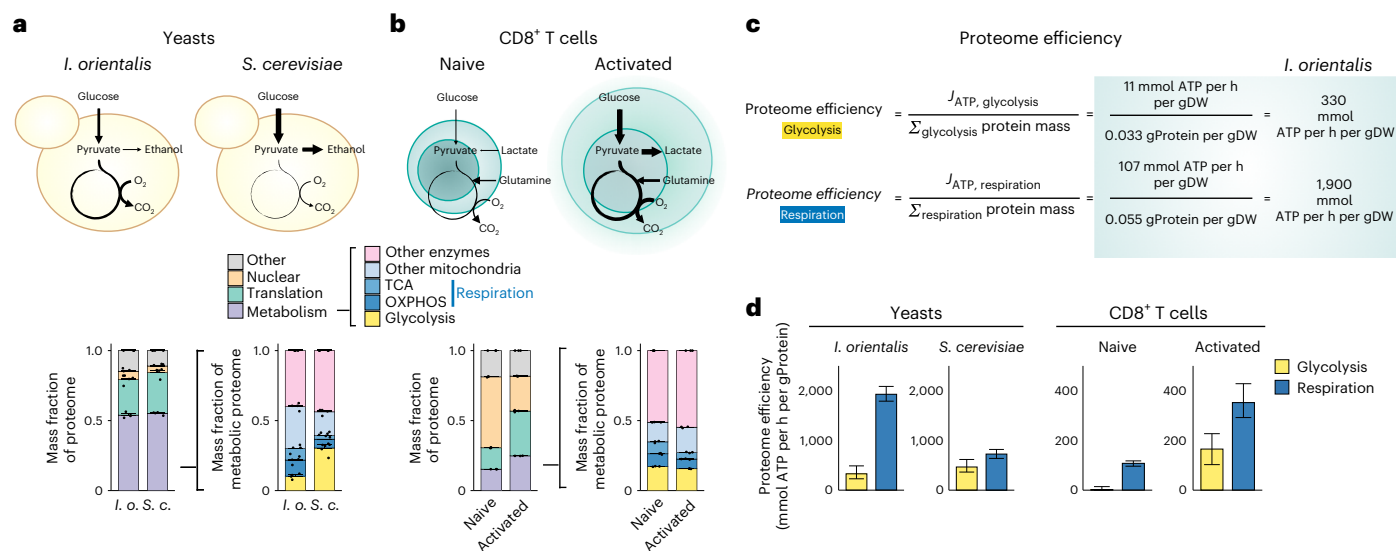 a
Yeasts
I. orientalis
S. cerevisiae
Glucose
Pyruvate
Ethanol
O2
CO2
Glucose
Pyruvate
Ethanol
O2
CO2
b
CD8+ T cells
Naive
Activated
Glucose
Pyruvate
Lactate
Glutamine
O2
CO2
Glucose
Pyruvate
Lactate
Glutamine
O2
CO2
Other
Nuclear
Translation
Metabolism
Other enzymes
Other mitochondria
TCA
OXPHOS
Glycolysis
Respiration
Mass fraction
of proteome
1.0
0.5
0
I. o. S. c.
Mass fraction of
metabolic proteome
1.0
0.5
0
I. o. S. c.
Mass fraction
of proteome
1.0
0.5
0
Naive
Activated
Mass fraction of
metabolic proteome
1.0
0.5
0
Naive
Activated
c
Proteome efficiency
I. orientalis
Proteome efficiency
Glycolysis
=
JATP, glycolysis
Σglycolysis protein mass
=
11 mmol ATP per h
per gDW
0.033 gProtein per gDW
=
330
mmol
ATP per h per gDW
Proteome efficiency
Respiration
=
JATP, respiration
Σrespiration protein mass
=
107 mmol ATP per h
per gDW
0.055 gProtein per gDW
=
1,900
mmol
ATP per h per gDW
d
Yeasts
CD8+ T cells
I. orientalis
S. cerevisiae
Naive
Activated
Proteome efficiency
(mmol ATP per h per gProtein)
2,000
1,000
0
2,000
1,000
0
400
200
0
400
200
0
Glycolysis
Respiration